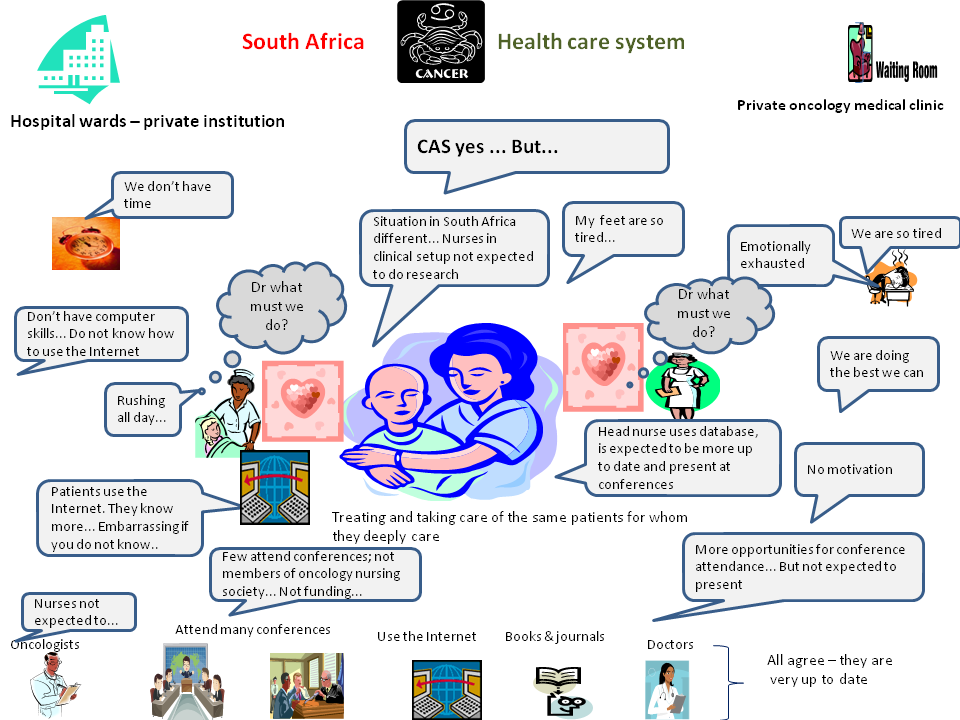 South Africa
CANCER
Health care system
Waiting Room
Private oncology medical clinic
Hospital wards – private institution
CAS yes ... But...
We don't have
time
Situation in South Africa
different... Nurses in
clinical setup not expected
to do research
My feet are so
tired...
Emotionally
exhausted
We are so tired
Dr what
must we
do?
Dr what
must we
do?
Don't have computer
skills... Do not know how
to use the Internet
We are doing
the best we can
Rushing
all day...
Head nurse uses database,
is expected to be more up
to date and present at
conferences
No motivation
Patients use the
Internet. They know
more... Embarrassing if
you do not know..
Treating and taking care of the same patients for whom
they deeply care
Few attend conferences; not
members of oncology nursing
society... Not funding...
More opportunities for conference
attendance... But not expected to
present
Nurses not
expected to...
Oncologists
Attend many conferences
Use the Internet
Books & journals
Doctors
All agree – they are
very up to date